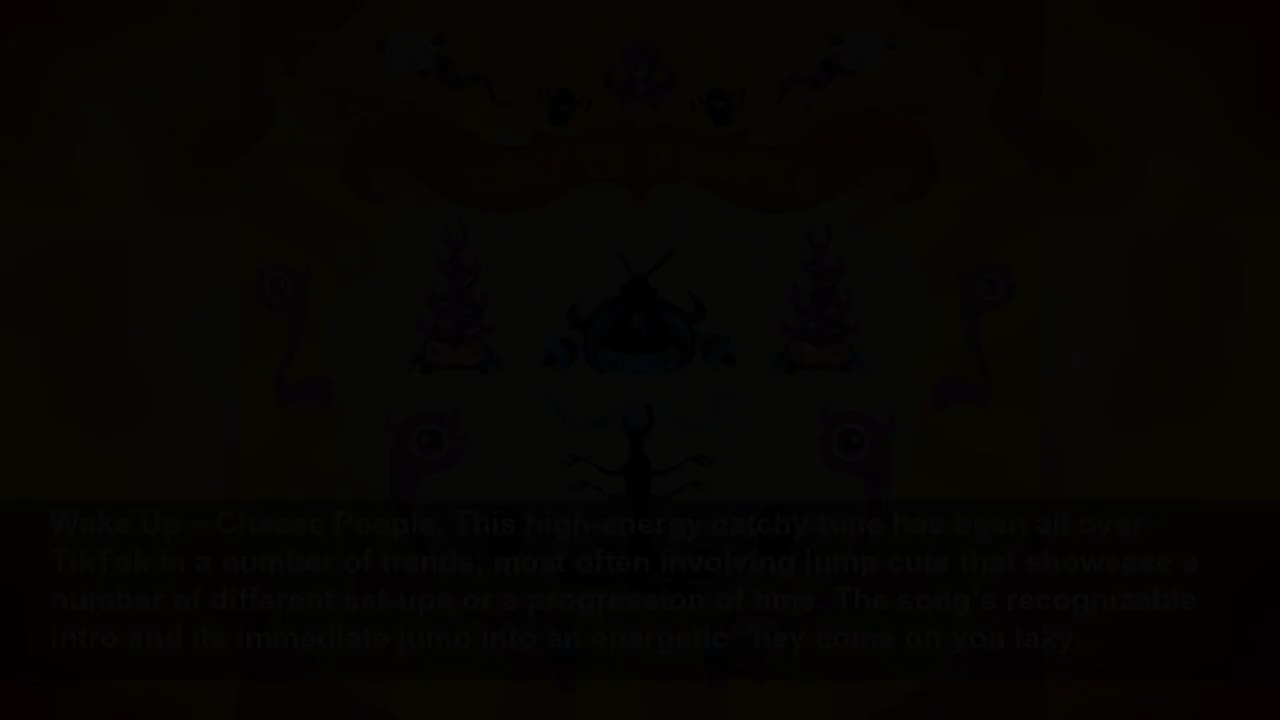 Wake Up – Chinese People. This high-energy catchy tune has been all over
TikTok in a number of trends, most often involving jump cuts that showcase a
number of different set-ups or a progression of time. The song's recognizable
intro and its immediate jump into an energetic "hey come on you lazy...